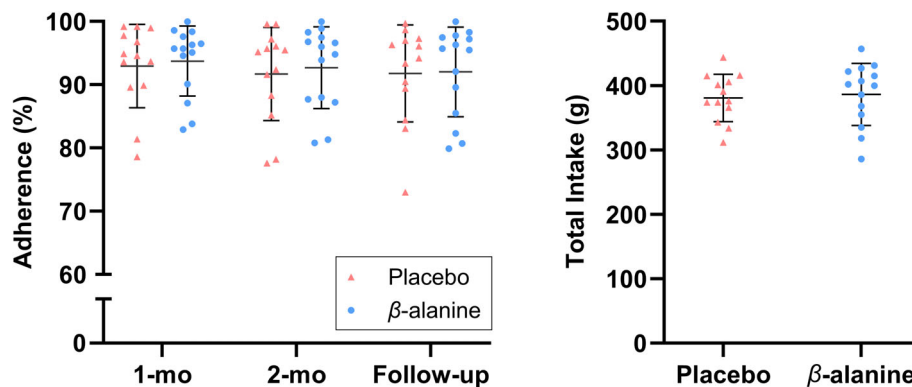 Adherence (%)
100
90
80
70
60
0
1-mo
2-mo
Follow-up
Placebo
β-alanine
Total Intake (g)
500
400
300
200
100
0
Placebo
β-alanine